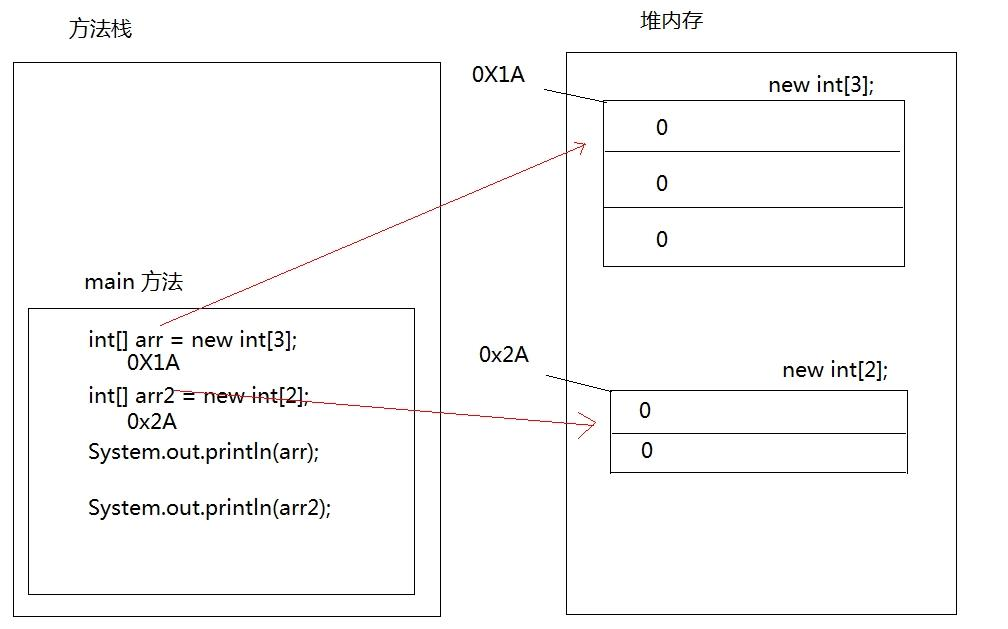 方法栈
main 方法
int[] arr = new int[3];
0X1A
int[] arr2 = new int[2];
0x2A
System.out.println(arr);
System.out.println(arr2);
堆内存
0X1A
new int[3];
0
0
0
0x2A
new int[2];
0
0